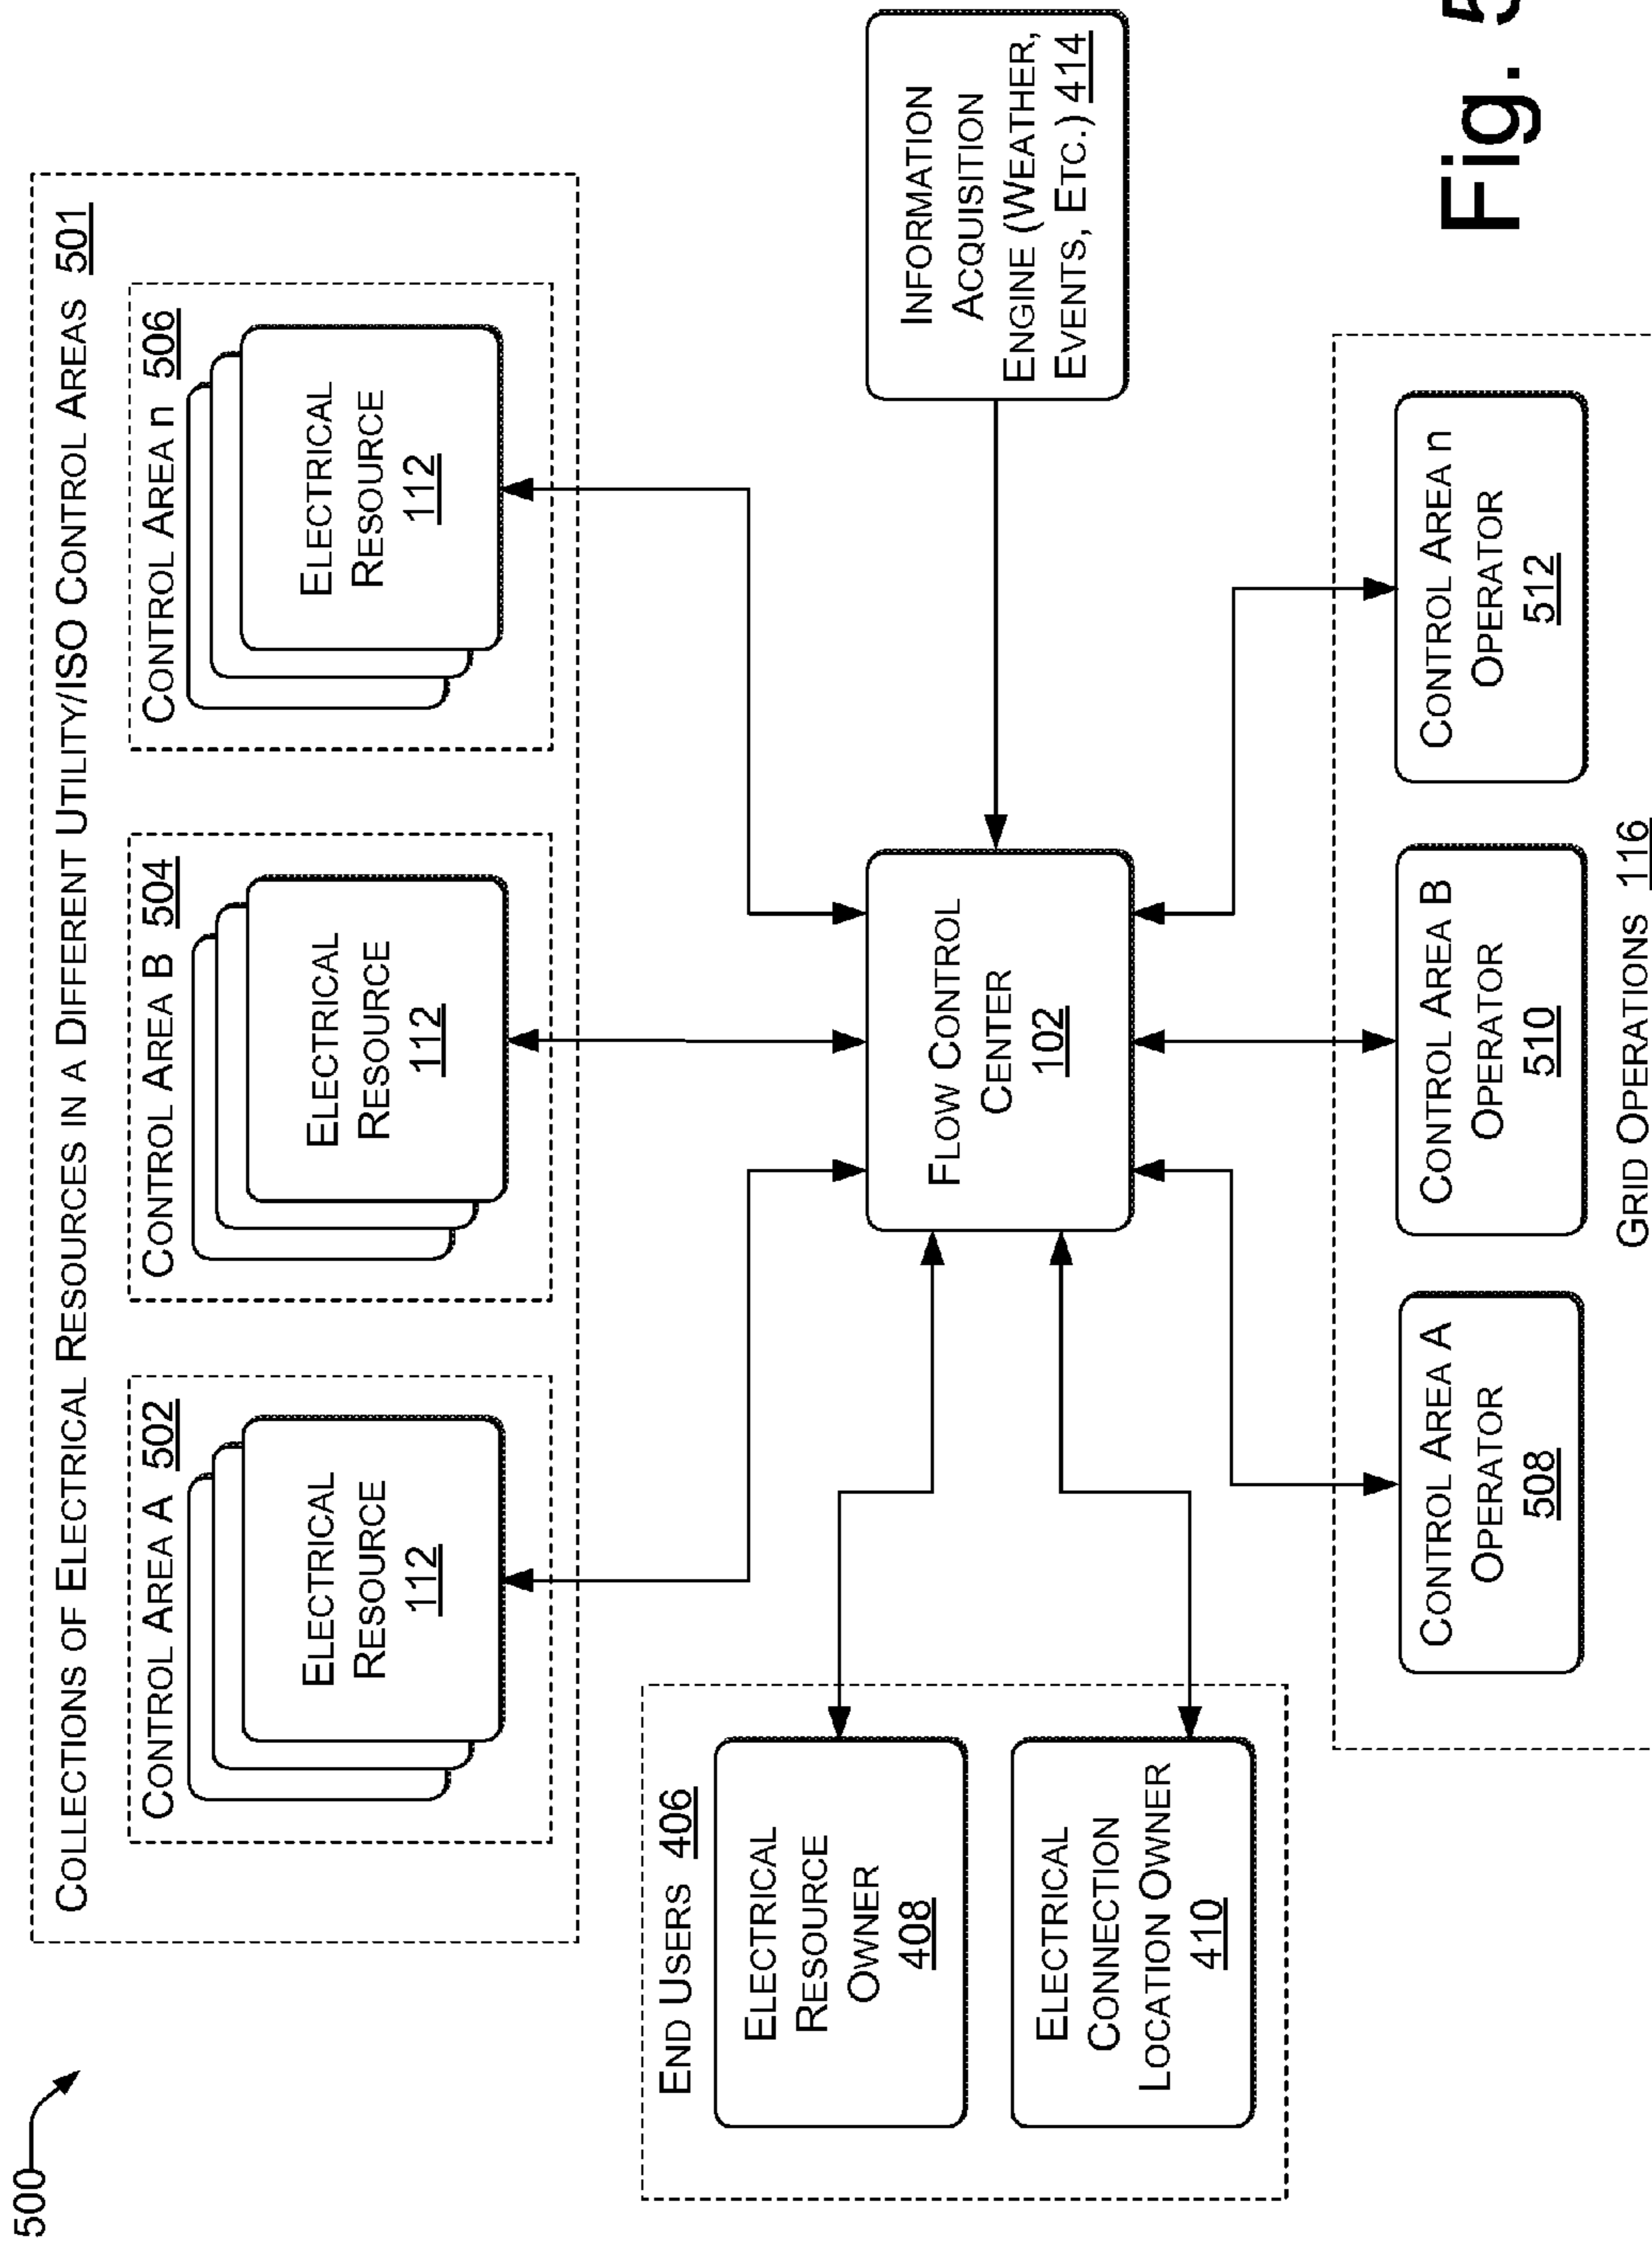 500
COLLECTIONS OF ELECTRICAL RESOURCES IN A DIFFERENT UTILITY/ISO CONTROL AREAS 501
CONTROL AREA A 502
ELECTRICAL
RESOURCE
112
CONTROL AREA B 504
ELECTRICAL
RESOURCE
112
CONTROL AREA n 506
ELECTRICAL
RESOURCE
112
END USERS 406
ELECTRICAL
RESOURCE
OWNER
408
ELECTRICAL
CONNECTION
LOCATION OWNER
410
FLOW CONTROL
CENTER
102
INFORMATION
ACQUISITION
ENGINE (WEATHER,
EVENTS, ETC.) 414
CONTROL AREA A
OPERATOR
508
CONTROL AREA B
OPERATOR
510
CONTROL AREA n
OPERATOR
512
GRID OPERATIONS 116
Fig. 5